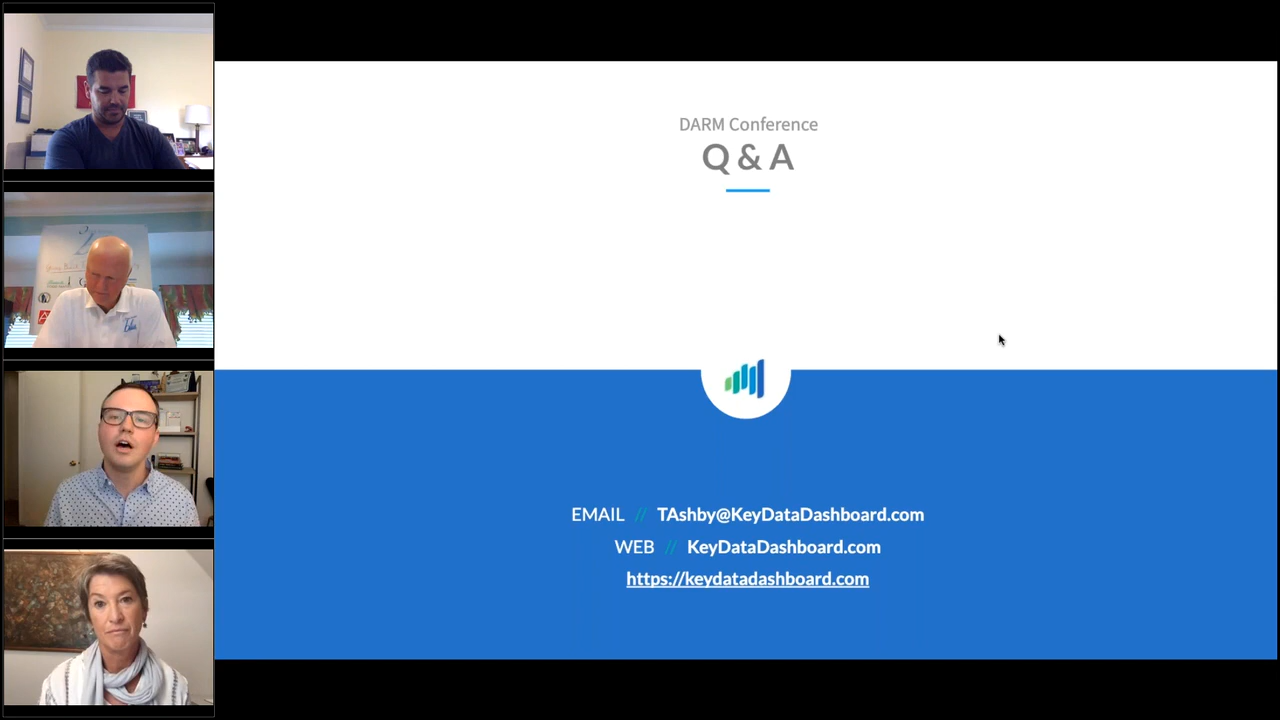 DARM Conference
Q & A
EMAIL // TAshby@KeyDataDashboard.com
WEB // KeyDataDashboard.com
https://keydatadashboard.com